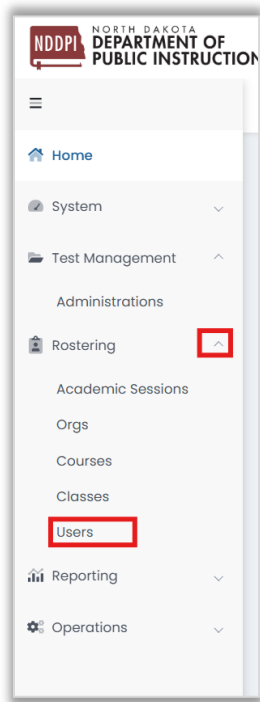 NDDPI
NORTH DAKOTA
DEPARTMENT OF
PUBLIC INSTRUCTION
Home
System
Test Management
Administrations
Rostering
Academic Sessions
Orgs
Courses
Classes
Users
Reporting
Operations